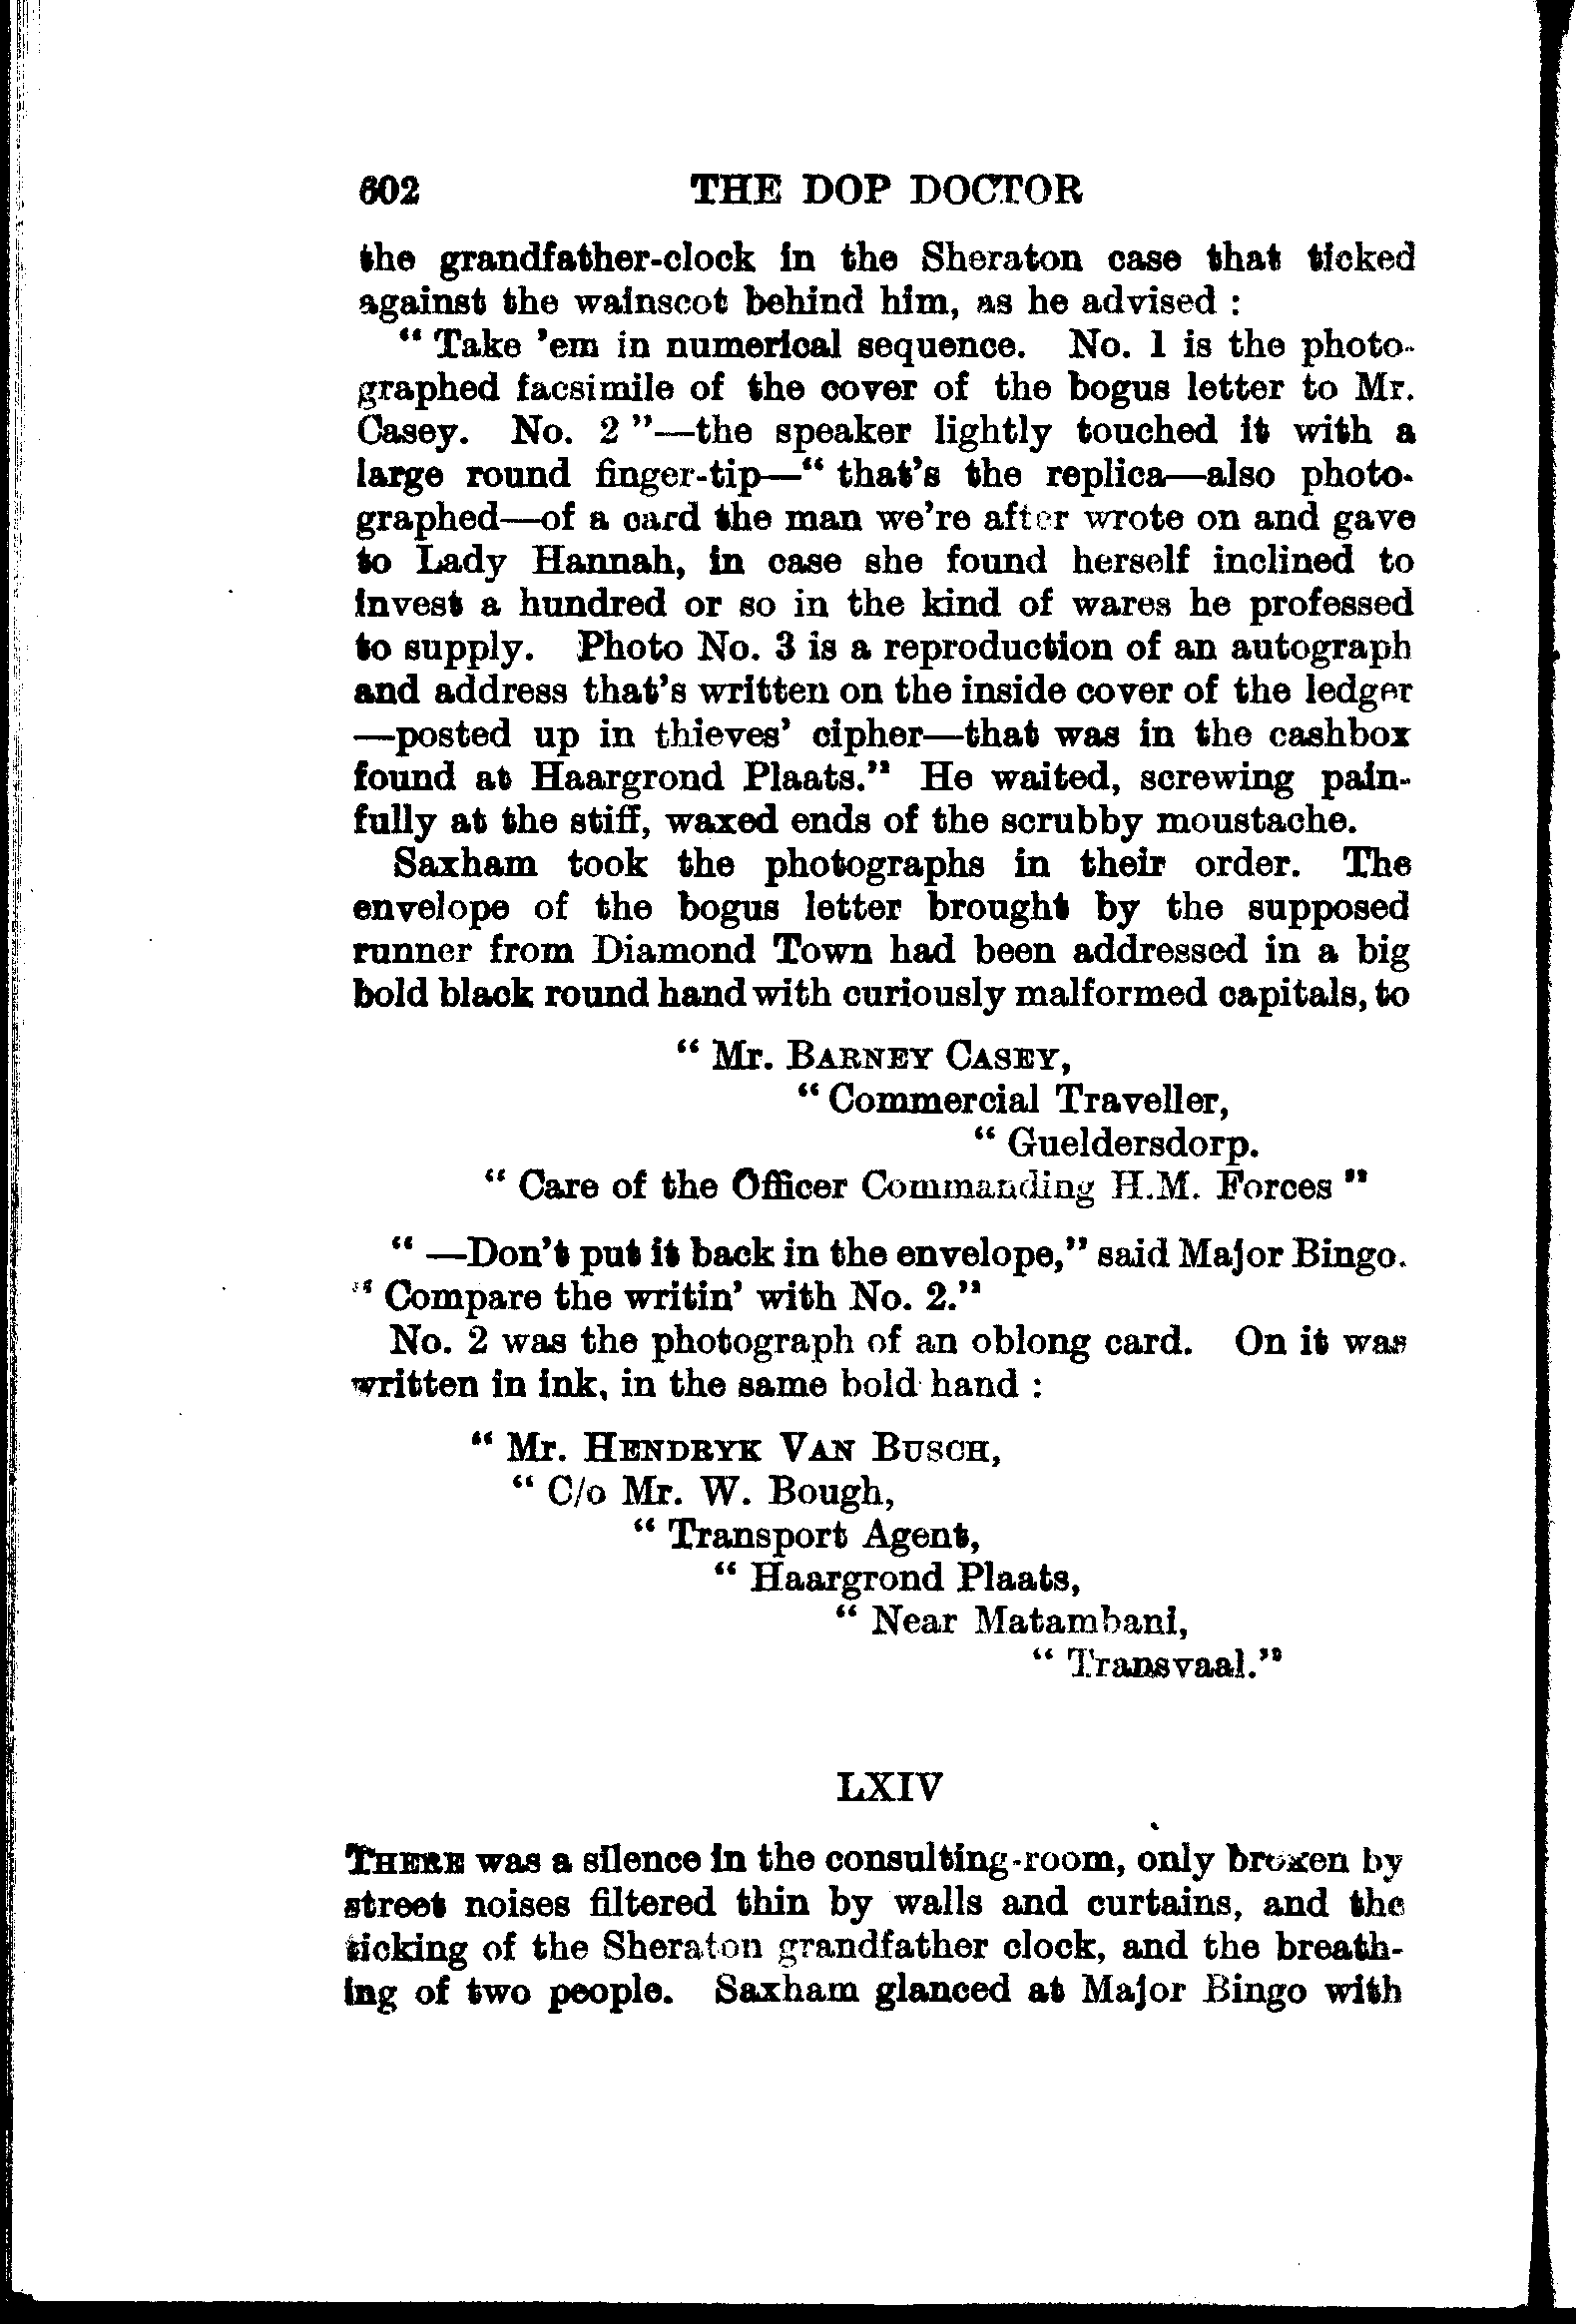 602 THE DOP DOCTOR
the grandfather-clock in the Sheraton case that ticked
against the wainscot behind him, as he advised :
“ Take ’em in numerical sequence. No. 1 is the photo-
graphed facsimile of the cover of the bogus letter to Mr.
Casey. No. 2 ”—the speaker lightly touched it with a
large round finger-tip—“ that’s the replica—also photo-
graphed—of a card the man we’re after wrote on and gave
to Lady Hannah, in case she found herself inclined to
invest a hundred or so in the kind of wares he professed
to supply. Photo No. 3 is a reproduction of an autograph
and address that’s written on the inside cover of the ledger
—posted up in thieves’ cipher—that was in the cashbox
found at Haargrond Plaats.” He waited, screwing pain-
fully at the stiff, waxed ends of the scrubby moustache.
Saxham took the photographs in their order. The
envelope of the bogus letter brought by the supposed
runner from Diamond Town had been addressed in a big
bold black round hand with curiously malformed capitals, to
“ Mr. BARNEY CASEY,
“ Commercial Traveller,
“ Gueldersdorp.
“ Care of the Officer Commanding H.M. Forces ”
“ —Don’t put it back in the envelope,” said Major Bingo.
“ Compare the writin’ with No. 2.”
No. 2 was the photograph of an oblong card. On it was
written in ink, in the same bold hand :
“ Mr. HENDRYK VAN BUSCH,
“ C/o Mr. W. Bough,
“ Transport Agent,
“ Haargrond Plaats,
“ Near Matambani,
“ Transvaal.”
LXIV
THERE was a silence in the consulting-room, only broken by
street noises filtered thin by walls and curtains, and the
ticking of the Sheraton grandfather clock, and the breath-
ing of two people. Saxham glanced at Major Bingo with